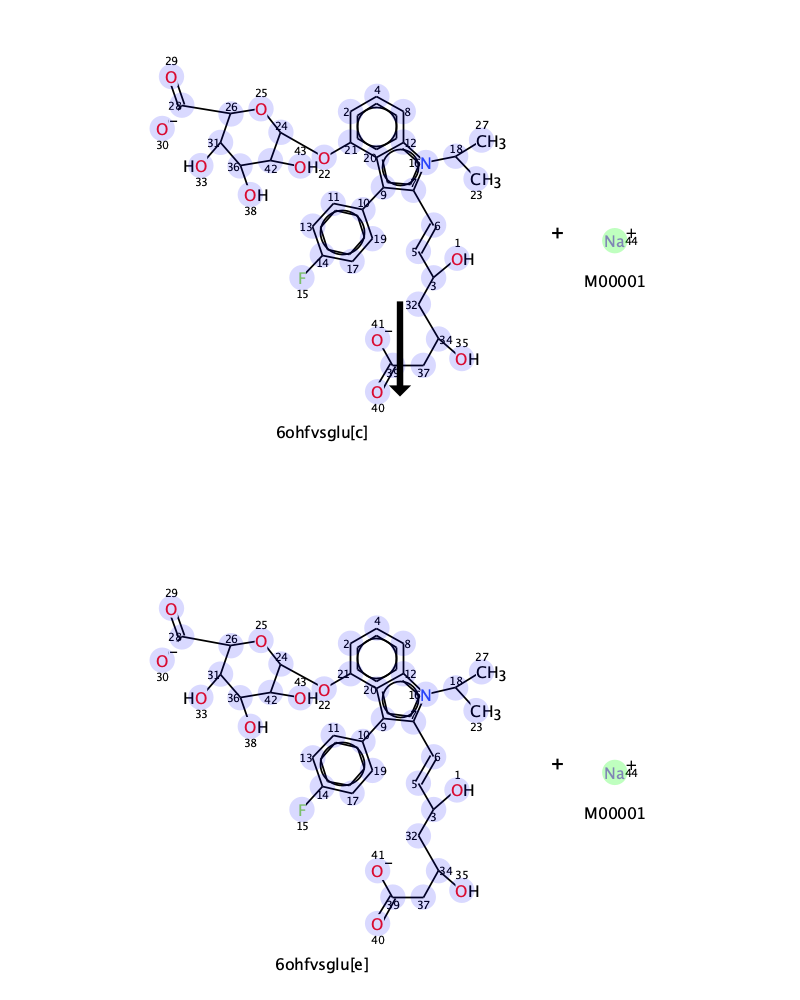 29
O
28
O−
30
26
O
25
24
31
HO
33
36
OH
38
42
43
OH
O
22
21
2
4
8
12
20
16
N
18
CH3
27
CH3
23
7
9
10
11
13
14
F
15
17
19
6
5
1
OH
3
32
34
35
OH
37
39
41
O−
O
40
+
Na+
44
M00001
6ohfvsglu[c]
29
O
28
O−
30
26
O
25
24
31
HO
33
36
OH
38
42
43
OH
O
22
21
2
4
8
12
20
16
N
18
CH3
27
CH3
23
7
9
10
11
13
14
F
15
17
19
6
5
1
OH
3
32
34
35
OH
37
39
41
O−
O
40
+
Na+
44
M00001
6ohfvsglu[e]